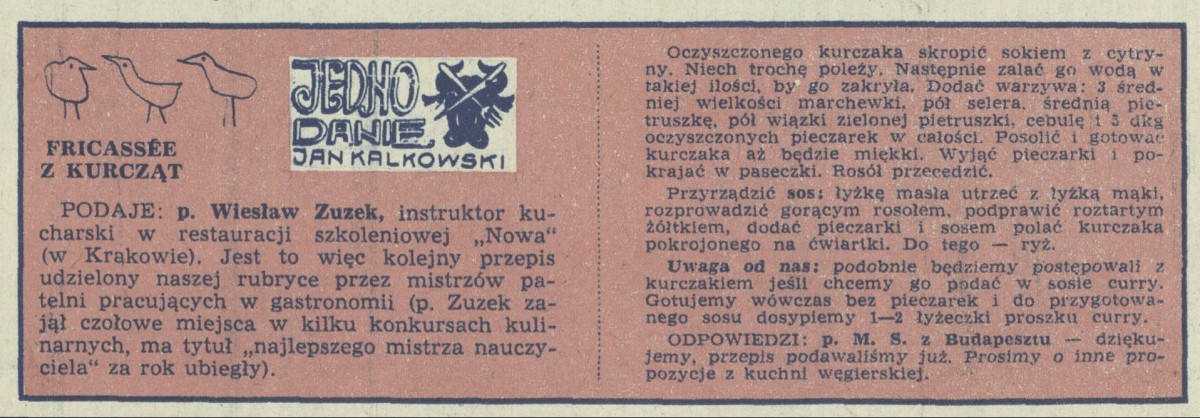 JEDNO
DANIE
JAN KALKOWSKI
FRICASSÉE
Z KURCZĄT
PODAJE: p. Wiesław Zuzek, instruktor ku-
charski w restauracji szkoleniowej „Nowa“
(w Krakowie). Jest to więc kolejny przepis
udzielony naszej rubryce przez mistrzów pa-
telni pracujących w gastronomii (p. Zuzek za-
jął czołowe miejsca w kilku konkursach kuli-
narnych, ma tytuł „najlepszego mistrza nauczy-
ciela“ za rok ubiegły).
Oczyszczonego kurczaka skropić sokiem z cytry-
ny. Niech trochę poleży. Następnie zalać go wodą w
takiej ilości, by go zakryła. Dodać warzywa: 3 śred-
niej wielkości marchewki, pół selera, średnią pie-
truszkę, pół wiązki zielonej pietruszki, cebulę i 5 dkg
oczyszczonych pieczarek w całości. Posolić i gotować
kurczaka aż będzie miękki. Wyjąć pieczarki i po-
krajać w paseczki. Rosół przecedzić.
Przyrządzić sos: łyżkę masła utrzeć z łyżką mąki,
rozprowadzić gorącym rosołem, podprawić roztartym
żółtkiem, dodać pieczarki i sosem polać kurczaka
pokrojonego na ćwiartki. Do tego — ryż.
Uwaga od nas: podobnie będziemy postępowali z
kurczakiem jeśli chcemy go podać w sosie curry.
Gotujemy wówczas bez pieczarek i do przygotowa-
nego sosu dosypiemy 1—2 łyżeczki proszku curry.
ODPOWIEDZI: p. M. S. z Budapesztu — dzięku-
jemy, przepis podawaliśmy już. Prosimy o inne pro-
pozycje z kuchni węgierskiej.